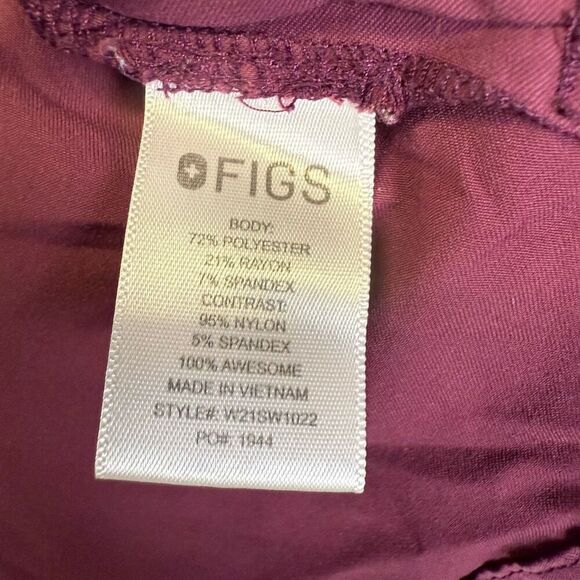 FIGS
BODY:
72% POLYESTER
21% RAYON
7% SPANDEX
CONTRAST:
95% NYLON
5% SPANDEX
100% AWESOME
MADE IN VIETNAM
STYLE#: W21SW1022
PO#: 1944